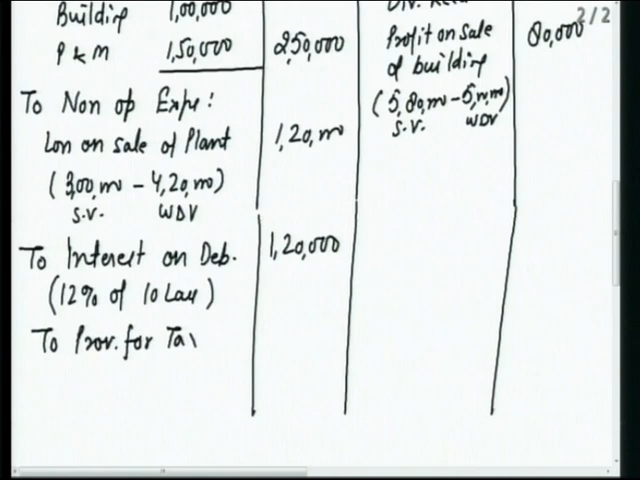 Building 1,00,000
P & M 1,50,000 2,50,000
To Non op Expe:
Loss on sale of Plant 1,20,000
(3,00,000 - 4,20,000)
S.V. WDV
To Interest on Deb. 1,20,000
(12% of 10 Lac)
To Prov. for Tax
Profit on sale 80,000
of building
(5,80,000 - 5,00,000)
S.V. WDV
2/2